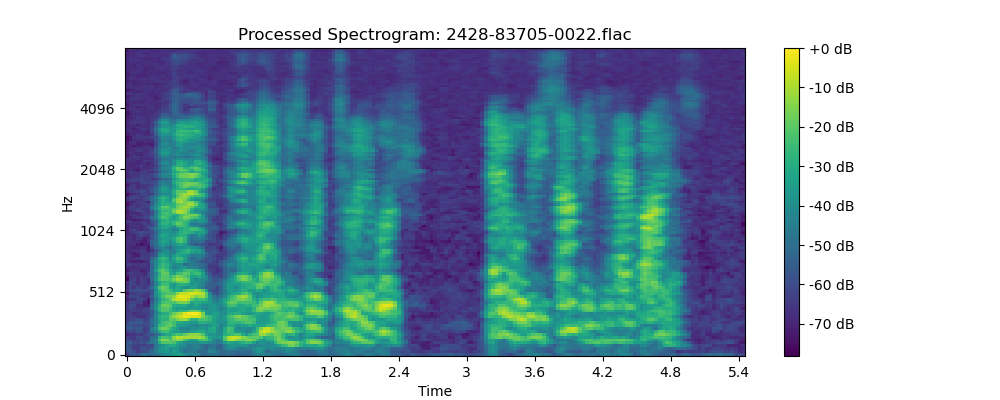 Processed Spectrogram: 2428-83705-0022.flac
Hz
4096
2048
1024
512
0
0 0.6 1.2 1.8 2.4 3 3.6 4.2 4.8 5.4
Time
+0 dB
-10 dB
-20 dB
-30 dB
-40 dB
-50 dB
-60 dB
-70 dB